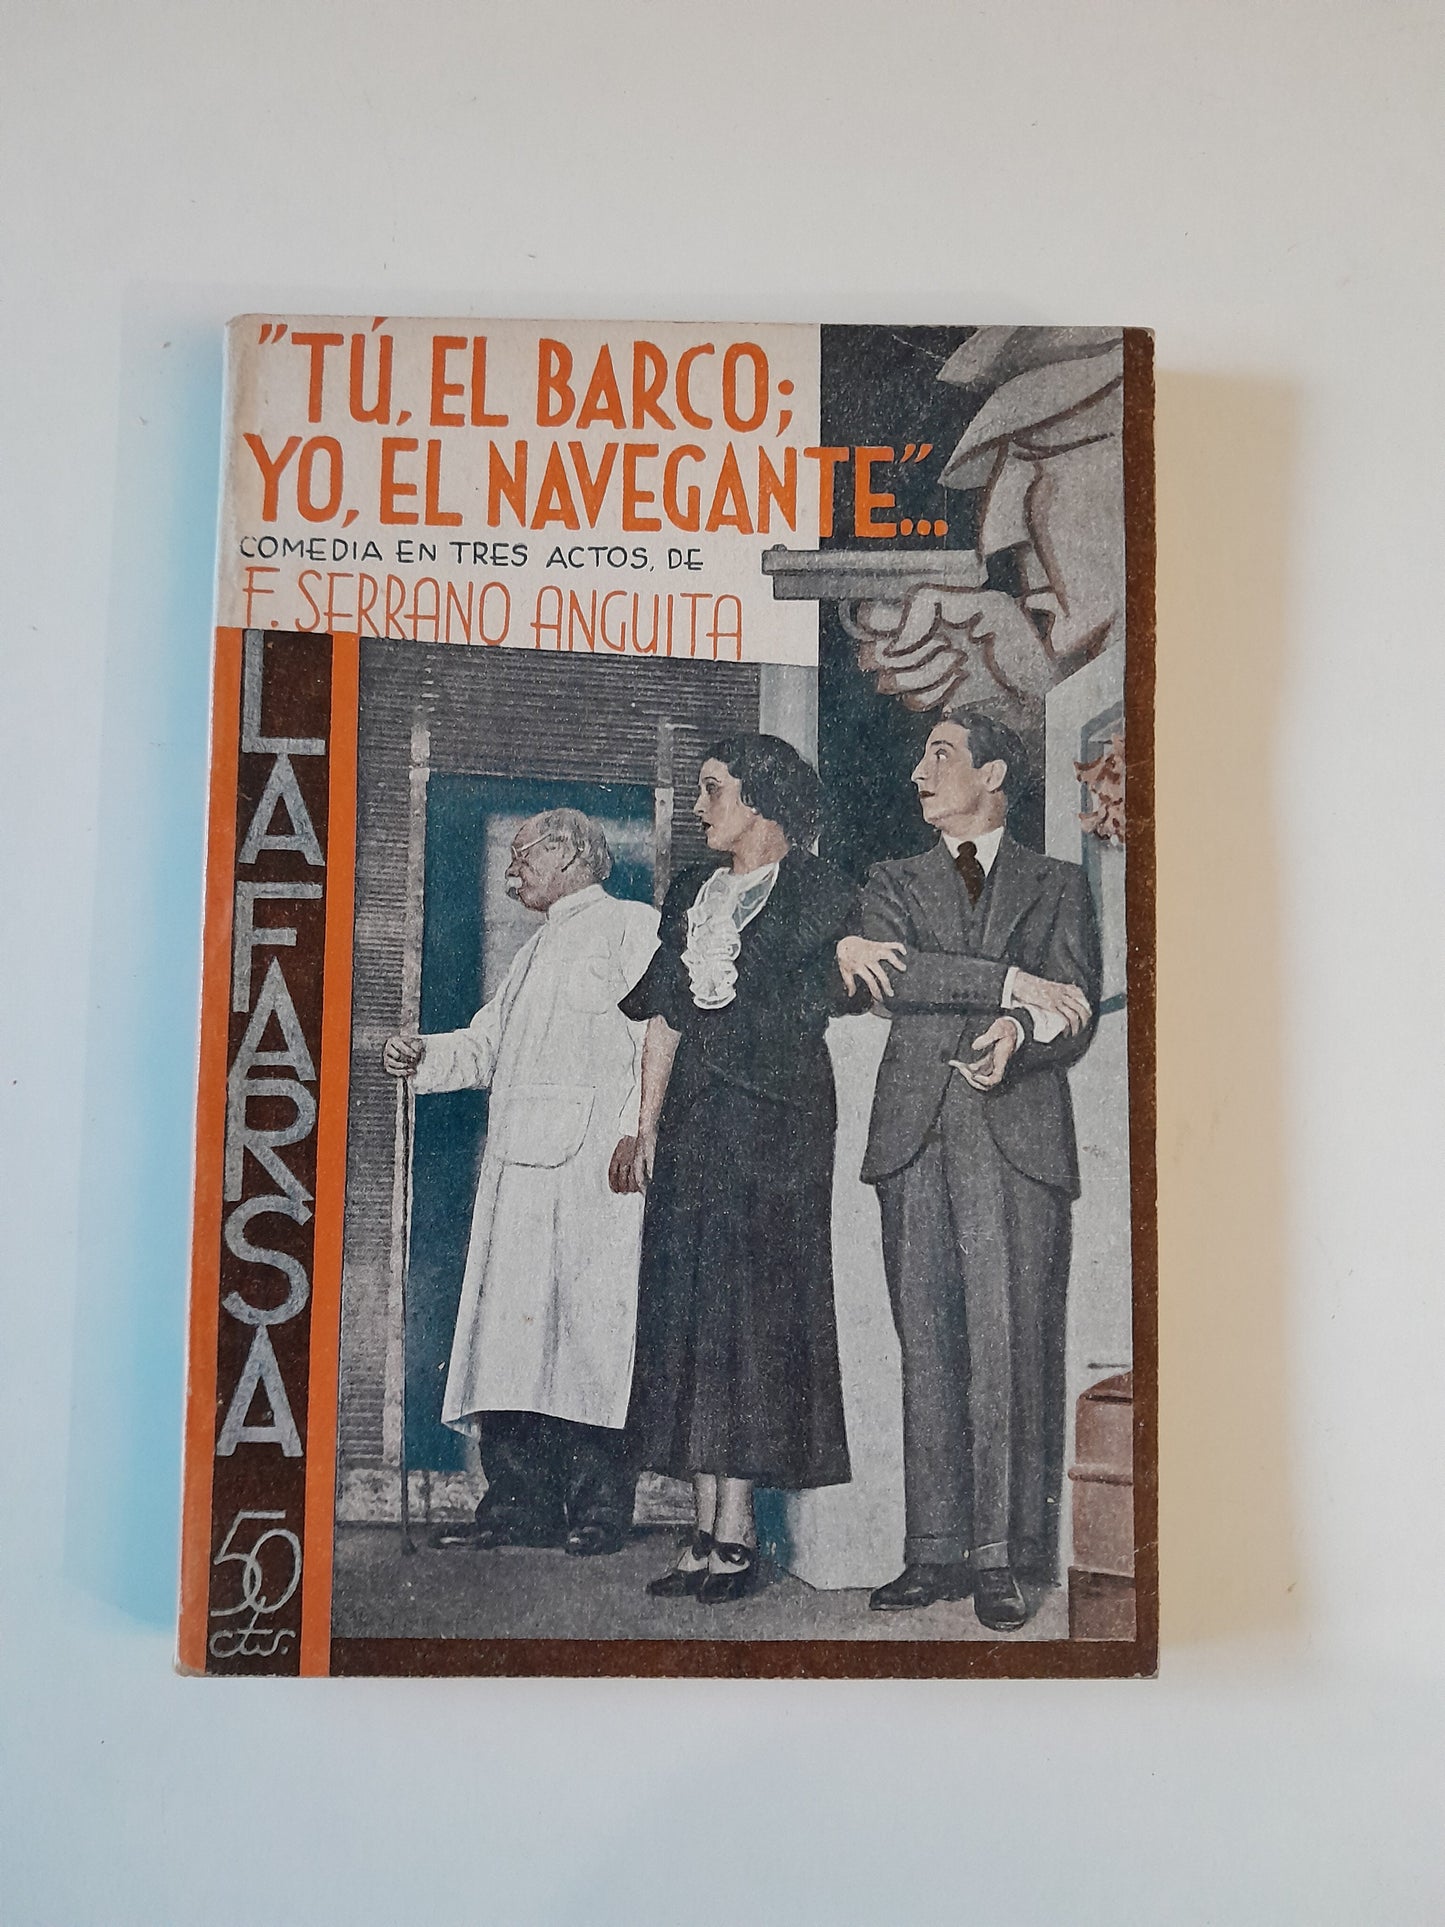 "TÚ, EL BARCO;
YO, EL NAVEGANTE"...
COMEDIA EN TRES ACTOS, DE
F. SERRANO ANGUITA
LA FARSA
50
cts.